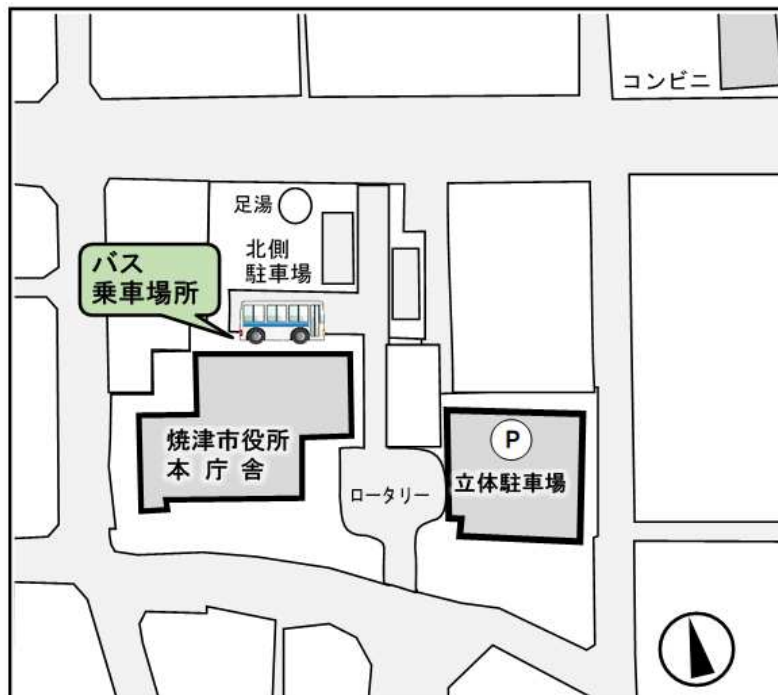 コンビニ
足湯
北側
駐車場
バス
乗車場所
焼津市役所
本庁舎
P
立体駐車場
ロータリー